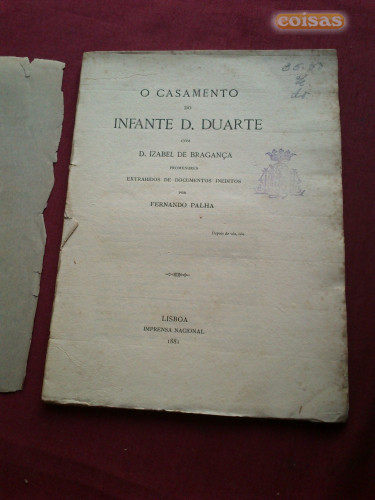 coisas
O CASAMENTO
DO
INFANTE D. DUARTE
COM
D. IZABEL DE BRAGANÇA
EXTRAHIDOS DE DOCUMENTOS INEDITOS
POR
FERNANDO PALHA
LISBOA
IMPRENSA NACIONAL
1881